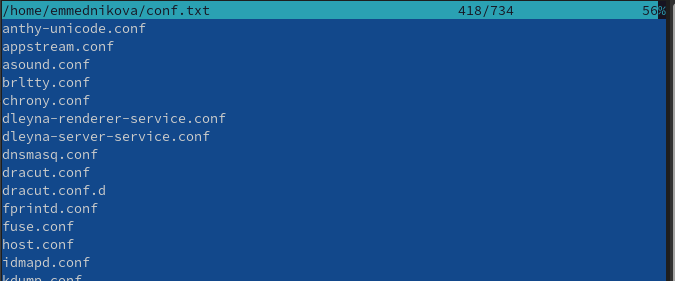 /home/emmednikova/conf.txt 418/734 56%
anthy-unicode.conf
appstream.conf
asound.conf
brltty.conf
chrony.conf
dleyna-renderer-service.conf
dleyna-server-service.conf
dnsmasq.conf
dracut.conf
dracut.conf.d
fprintd.conf
fuse.conf
host.conf
idmapd.conf
kdump.conf